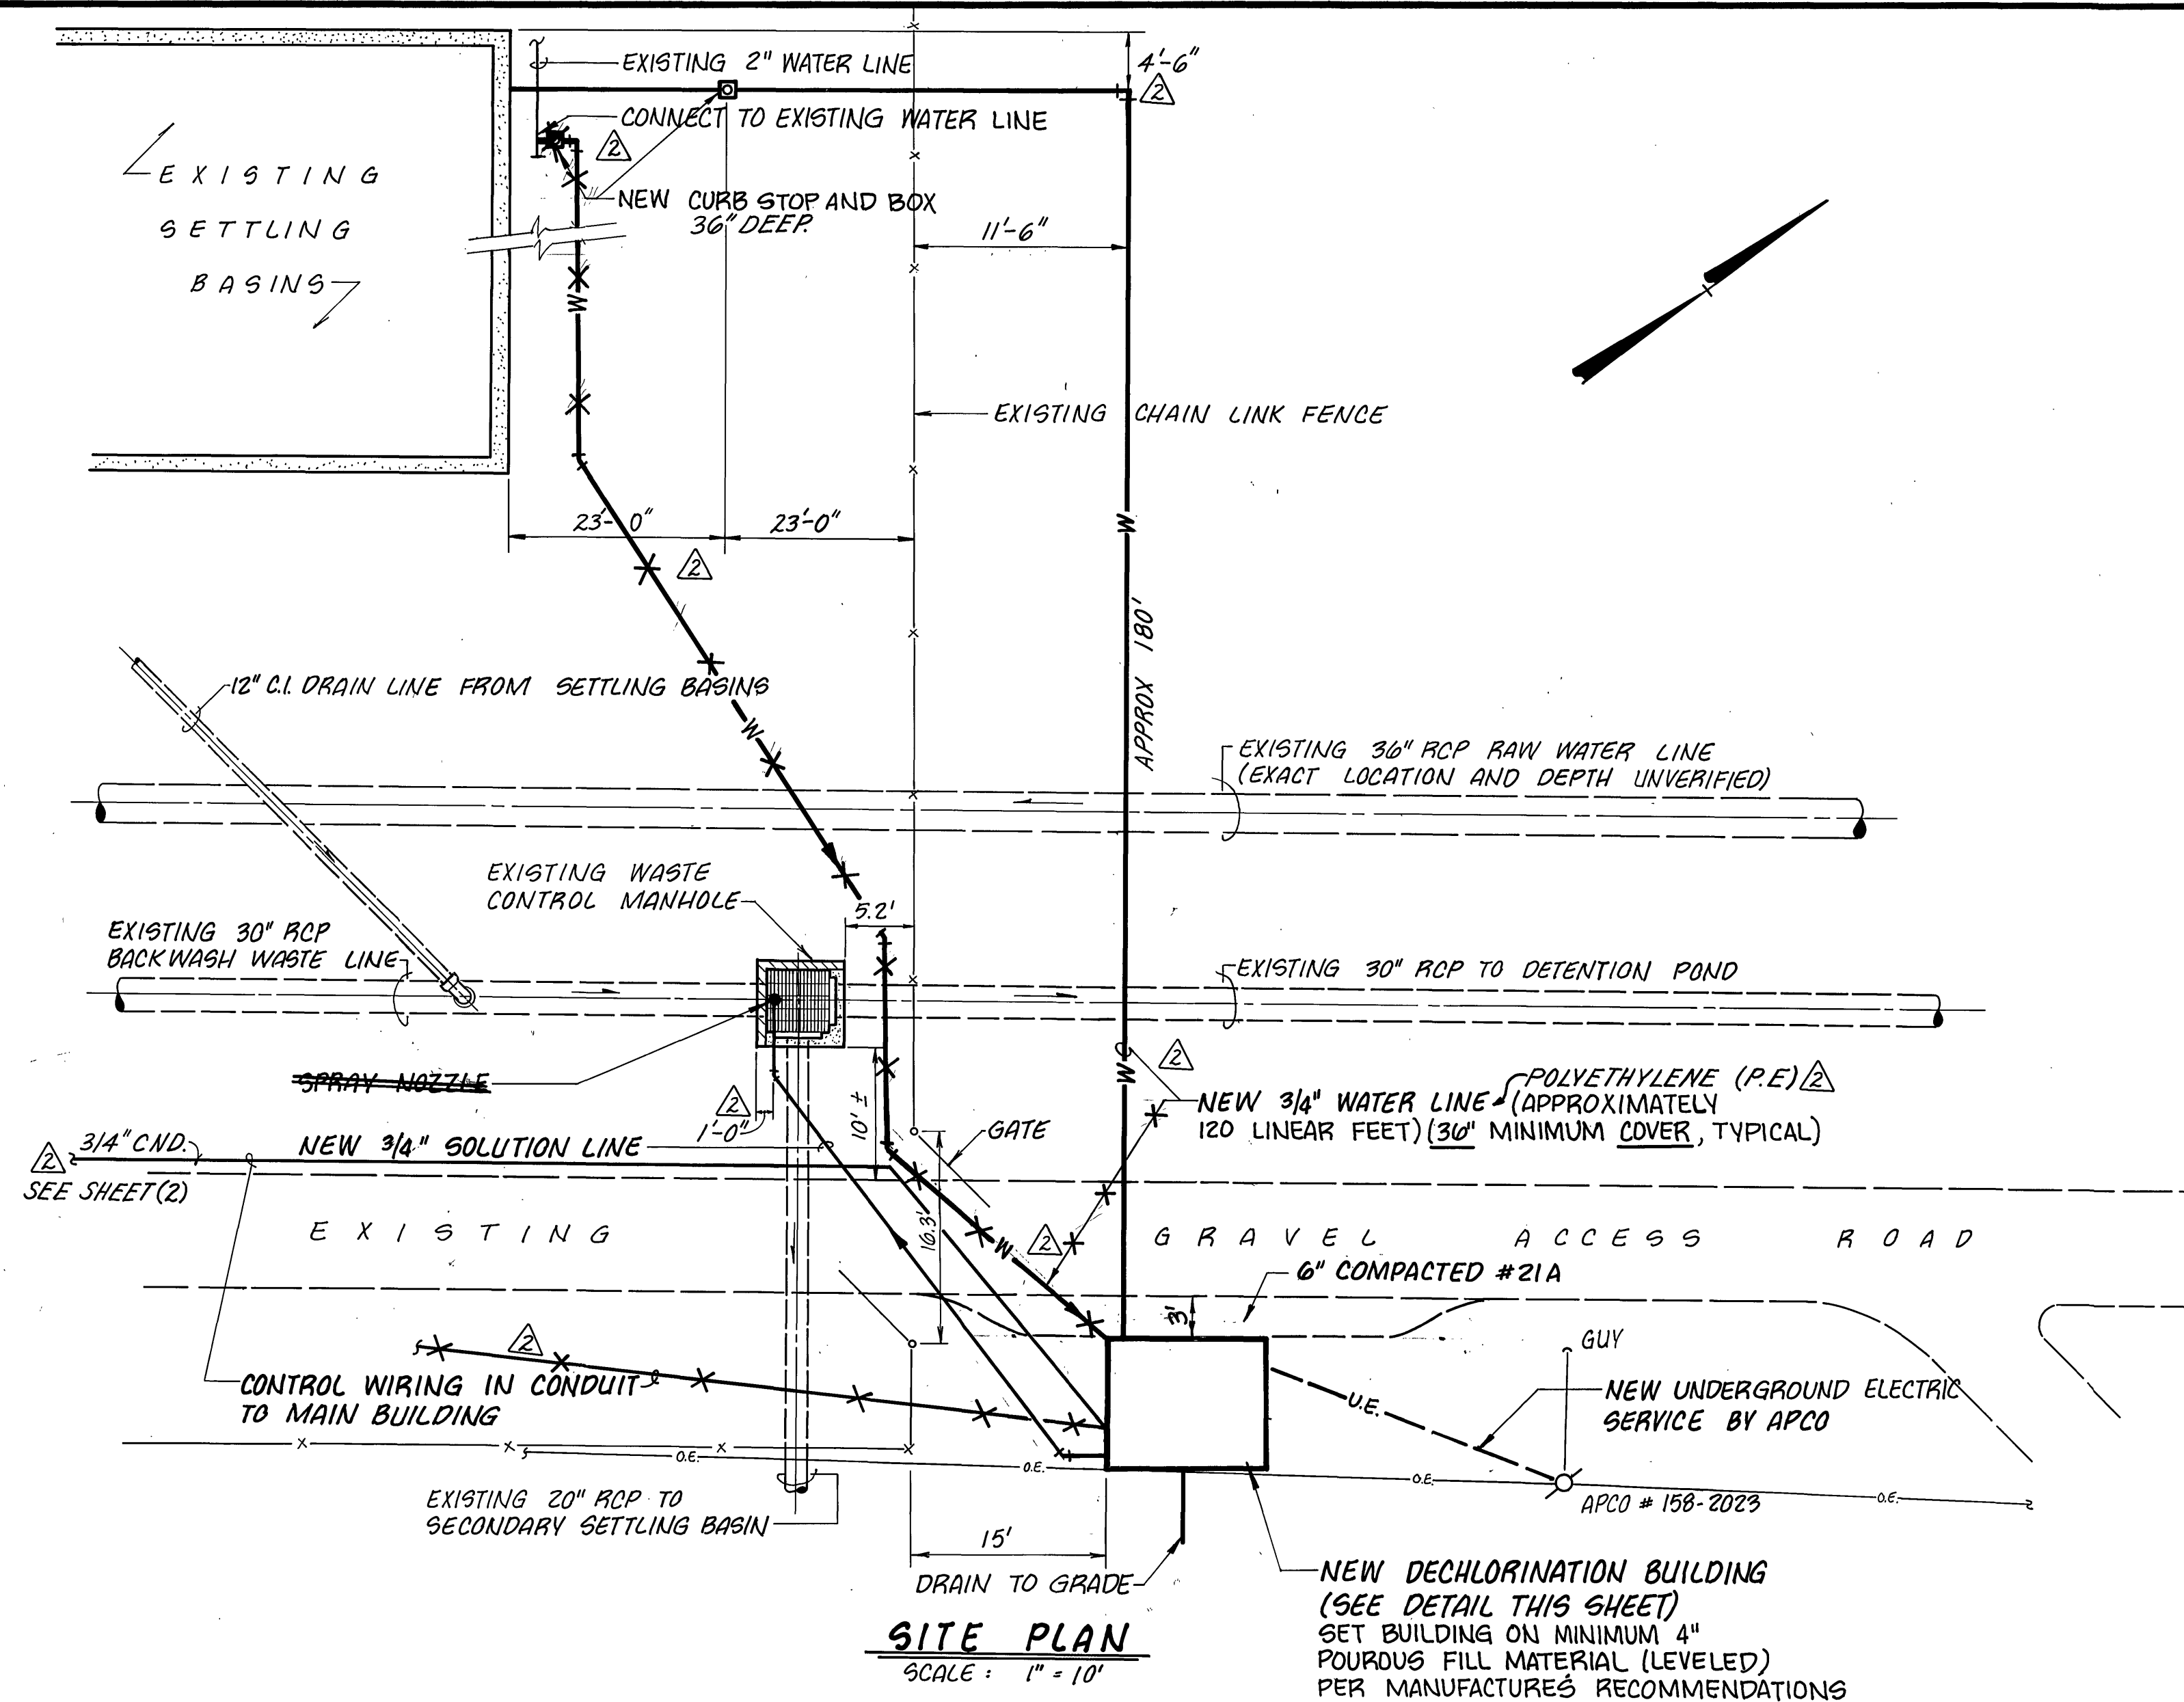 EXISTING 2" WATER LINE
4'-6"
2
CONNECT TO EXISTING WATER LINE
2
EXISTING
SETTLING
BASINS
NEW CURB STOP AND BOX
36" DEEP.
11'-6"
W
EXISTING CHAIN LINK FENCE
23'-0"
23'-0"
W
2
APPROX 180'
12" C.I. DRAIN LINE FROM SETTLING BASINS
W
EXISTING 36" RCP RAW WATER LINE
(EXACT LOCATION AND DEPTH UNVERIFIED)
EXISTING WASTE
CONTROL MANHOLE
5.2'
EXISTING 30" RCP
BACKWASH WASTE LINE
EXISTING 30" RCP TO DETENTION POND
SPRAY NOZZLE
W
2
POLYETHYLENE (P.E) 2
NEW 3/4" WATER LINE (APPROXIMATELY
120 LINEAR FEET) (36" MINIMUM COVER, TYPICAL)
2
1'-0"
10' ±
GATE
2 3/4" CND.
SEE SHEET (2)
NEW 3/4" SOLUTION LINE
16.3'
W
2
EXISTING GRAVEL ACCESS ROAD
6" COMPACTED #21A
3'
GUY
2
CONTROL WIRING IN CONDUIT
TO MAIN BUILDING
U.E.
NEW UNDERGROUND ELECTRIC
SERVICE BY APCO
O.E.
O.E.
O.E.
O.E.
APCO # 158-2023
EXISTING 20" RCP TO
SECONDARY SETTLING BASIN
15'
DRAIN TO GRADE
NEW DECHLORINATION BUILDING
(SEE DETAIL THIS SHEET)
SET BUILDING ON MINIMUM 4"
POUROUS FILL MATERIAL (LEVELED)
PER MANUFACTURES RECOMMENDATIONS
SITE PLAN
SCALE : 1" = 10'